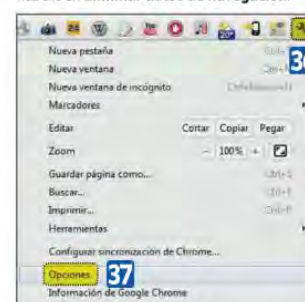 Nueva pestaña
Nueva ventana
Nueva ventana de incógnito
Marcadores
Editar Cortar Copiar Pegar
Zoom - 100% +
Guardar página como...
Buscar...
Imprimir...
Herramientas
Configurar sincronización de Chrome...
Opciones 37
Información de Google Chrome